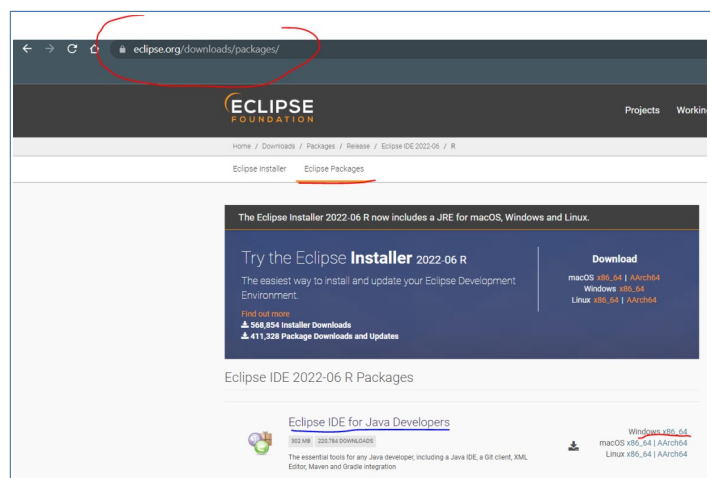 eclipse.org/downloads/packages/
ECLIPSE
FOUNDATION
Projects Workin
Home / Downloads / Packages / Release / Eclipse IDE 2022-06 / R
Eclipse Installer Eclipse Packages
The Eclipse Installer 2022-06 R now includes a JRE for macOS, Windows and Linux.
Try the Eclipse Installer 2022-06 R
The easiest way to install and update your Eclipse Development
Environment.
Find out more
568,854 Installer Downloads
411,328 Package Downloads and Updates
Download
macOS x86_64 | AArch64
Windows x86_64
Linux x86_64 | AArch64
Eclipse IDE 2022-06 R Packages
Eclipse IDE for Java Developers
302 MB 220,766 DOWNLOADS
The essential tools for any Java developer, including a Java IDE, a Git client, XML
Editor, Maven and Gradle integration
Windows x86_64
macOS x86_64 | AArch64
Linux x86_64 | AArch64